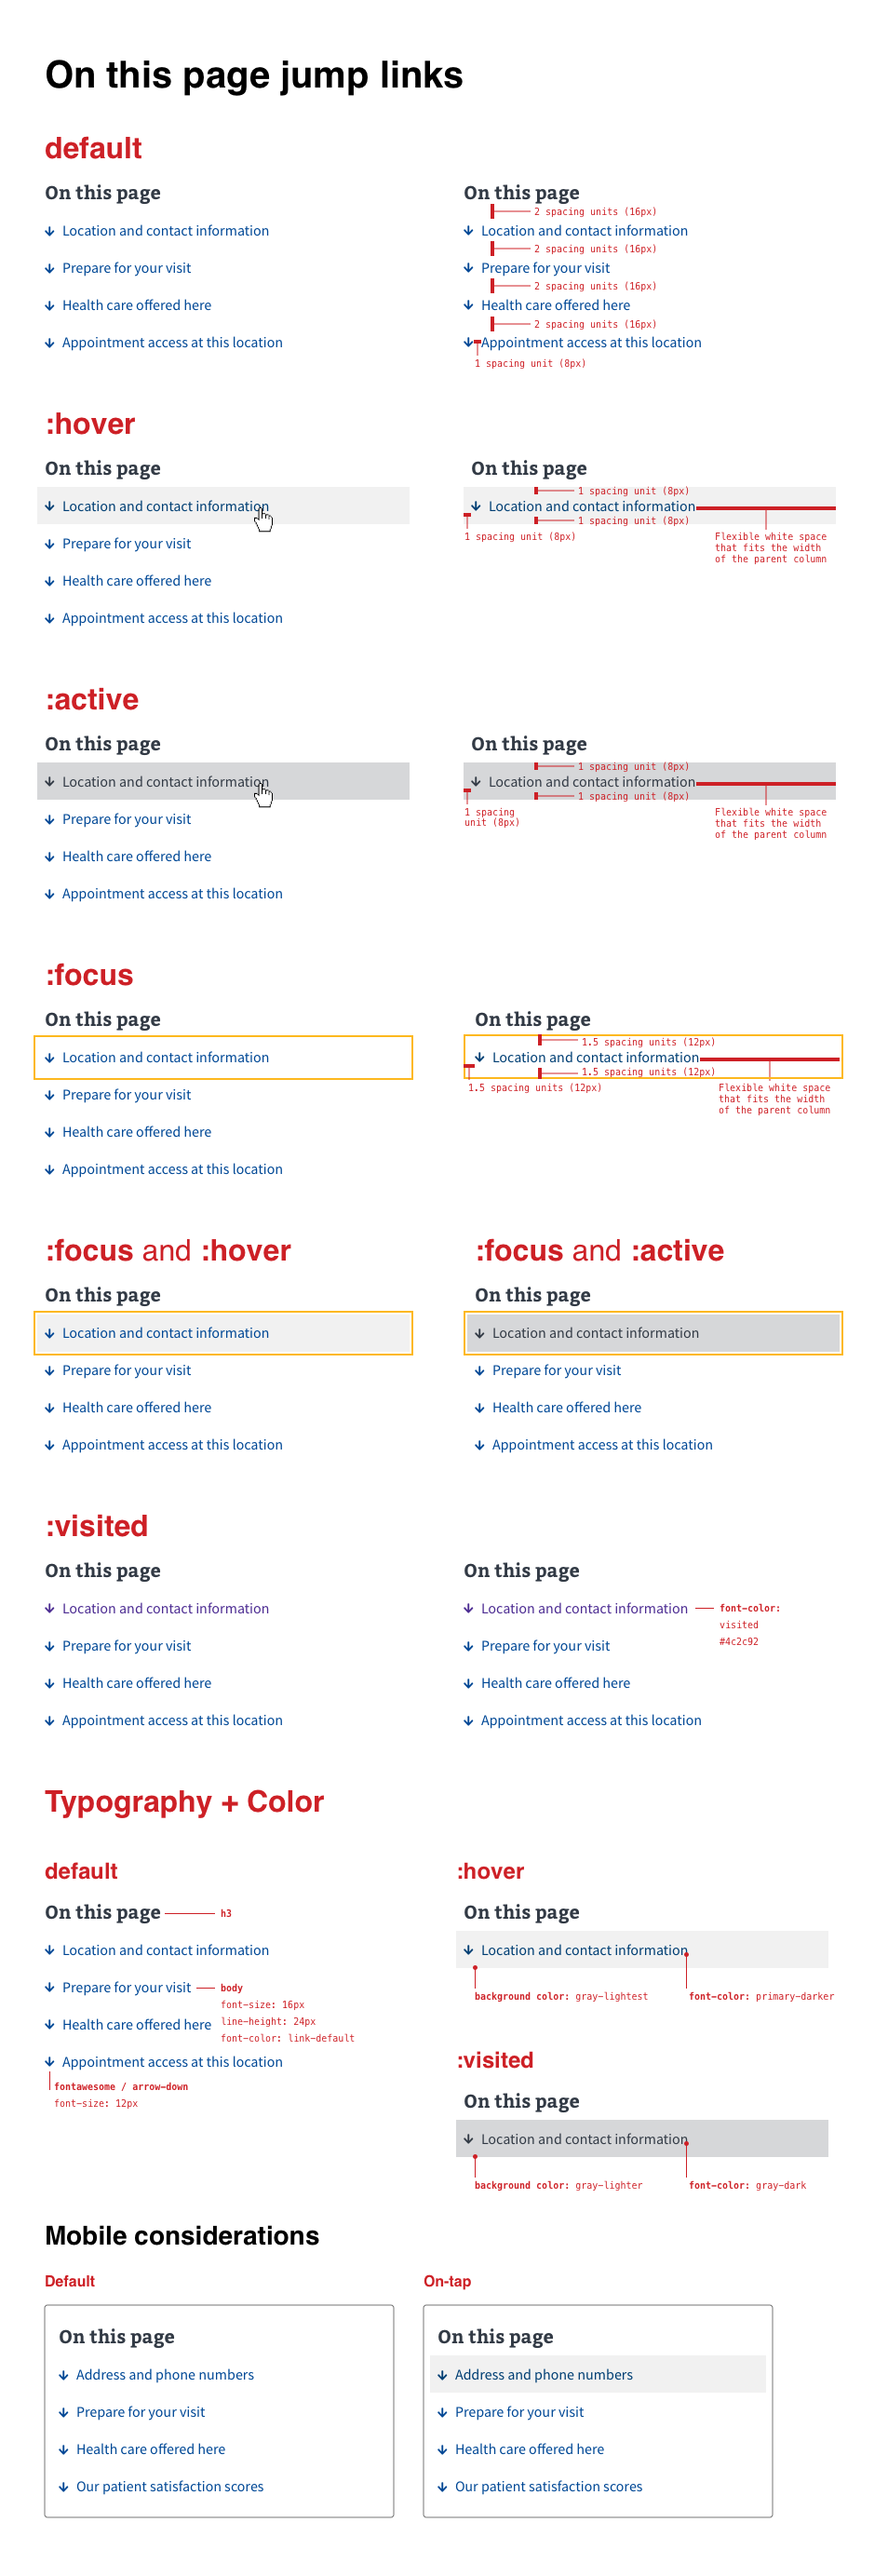 On this page jump links
default
On this page
Location and contact information
Prepare for your visit
Health care offered here
Appointment access at this location
On this page
2 spacing units (16px)
Location and contact information
2 spacing units (16px)
Prepare for your visit
2 spacing units (16px)
Health care offered here
2 spacing units (16px)
Appointment access at this location
1 spacing unit (8px)
:hover
On this page
Location and contact information
Prepare for your visit
Health care offered here
Appointment access at this location
On this page
1 spacing unit (8px)
Location and contact information
1 spacing unit (8px)
1 spacing unit (8px)
Flexible white space
that fits the width
of the parent column
:active
On this page
Location and contact information
Prepare for your visit
Health care offered here
Appointment access at this location
On this page
1 spacing unit (8px)
Location and contact information
1 spacing unit (8px)
1 spacing
unit (8px)
Flexible white space
that fits the width
of the parent column
:focus
On this page
Location and contact information
Prepare for your visit
Health care offered here
Appointment access at this location
On this page
1.5 spacing units (12px)
Location and contact information
1.5 spacing units (12px)
1.5 spacing units (12px)
Flexible white space
that fits the width
of the parent column
:focus and :hover
On this page
Location and contact information
Prepare for your visit
Health care offered here
Appointment access at this location
:focus and :active
On this page
Location and contact information
Prepare for your visit
Health care offered here
Appointment access at this location
:visited
On this page
Location and contact information
Prepare for your visit
Health care offered here
Appointment access at this location
On this page
Location and contact information
Prepare for your visit
Health care offered here
Appointment access at this location
font-color:
visited
#4c2c92
Typography + Color
default
On this page
h3
Location and contact information
Prepare for your visit
body
font-size: 16px
line-height: 24px
font-color: link-default
Health care offered here
Appointment access at this location
fontawesome / arrow-down
font-size: 12px
:hover
On this page
Location and contact information
background color: gray-lightest
font-color: primary-darker
:visited
On this page
Location and contact information
background color: gray-lighter
font-color: gray-dark
Mobile considerations
Default
On this page
Address and phone numbers
Prepare for your visit
Health care offered here
Our patient satisfaction scores
On-tap
On this page
Address and phone numbers
Prepare for your visit
Health care offered here
Our patient satisfaction scores